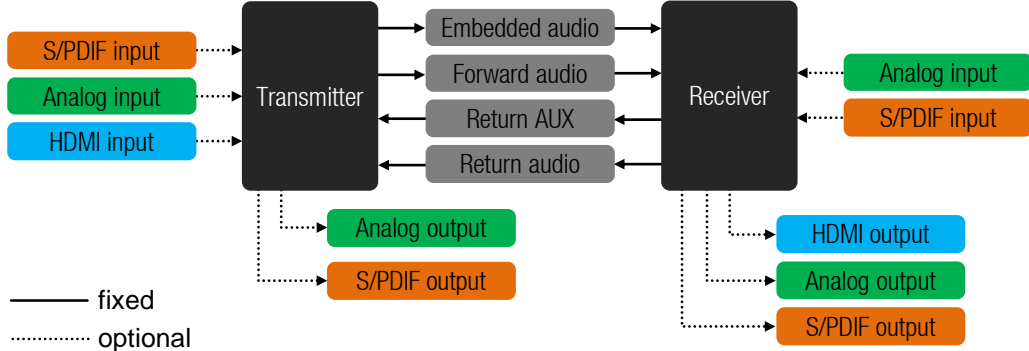 S/PDIF input
Analog input
HDMI input
Transmitter
Embedded audio
Forward audio
Return AUX
Return audio
Receiver
Analog input
S/PDIF input
Analog output
S/PDIF output
HDMI output
Analog output
S/PDIF output
fixed
optional